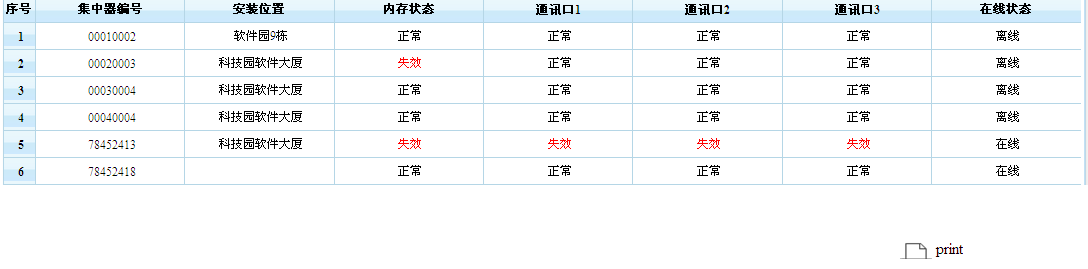 序号 集中器编号 安装位置 内存状态 通讯口1 通讯口2 通讯口3 在线状态
1 00010002 软件园9栋 正常 正常 正常 正常 离线
2 00020003 科技园软件大厦 失效 正常 正常 正常 离线
3 00030004 科技园软件大厦 正常 正常 正常 正常 离线
4 00040004 科技园软件大厦 正常 正常 正常 正常 离线
5 78452413 科技园软件大厦 失效 失效 失效 失效 在线
6 78452418 正常 正常 正常 正常 在线
print